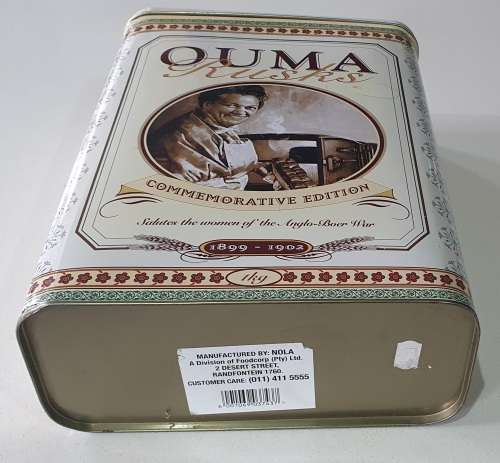 OUMA
Rusks
COMMEMORATIVE EDITION
Salutes the women of the Anglo-Boer War
1899 - 1902
1kg
MANUFACTURED BY: NOLA
A Division of Foodcorp (Pty) Ltd.
2 DESERT STREET,
RANDFONTEIN 1760.
CUSTOMER CARE: (011) 411 5555